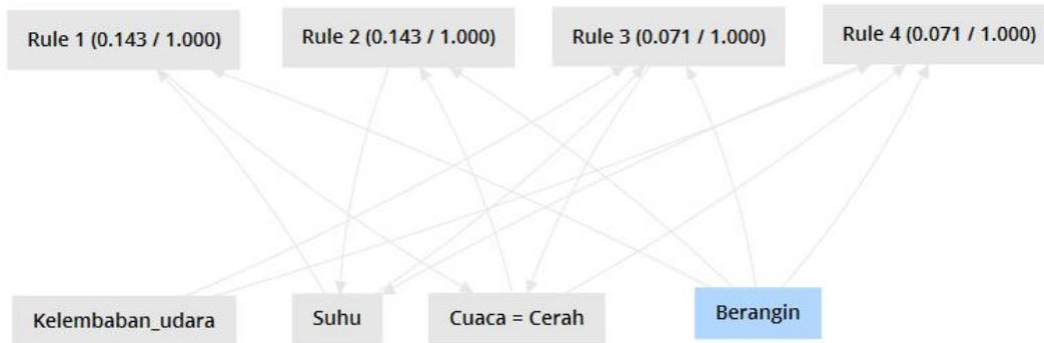 Rule 1 (0.143 / 1.000)
Rule 2 (0.143 / 1.000)
Rule 3 (0.071 / 1.000)
Rule 4 (0.071 / 1.000)
Kelembaban_udara
Suhu
Cuaca = Cerah
Berangin